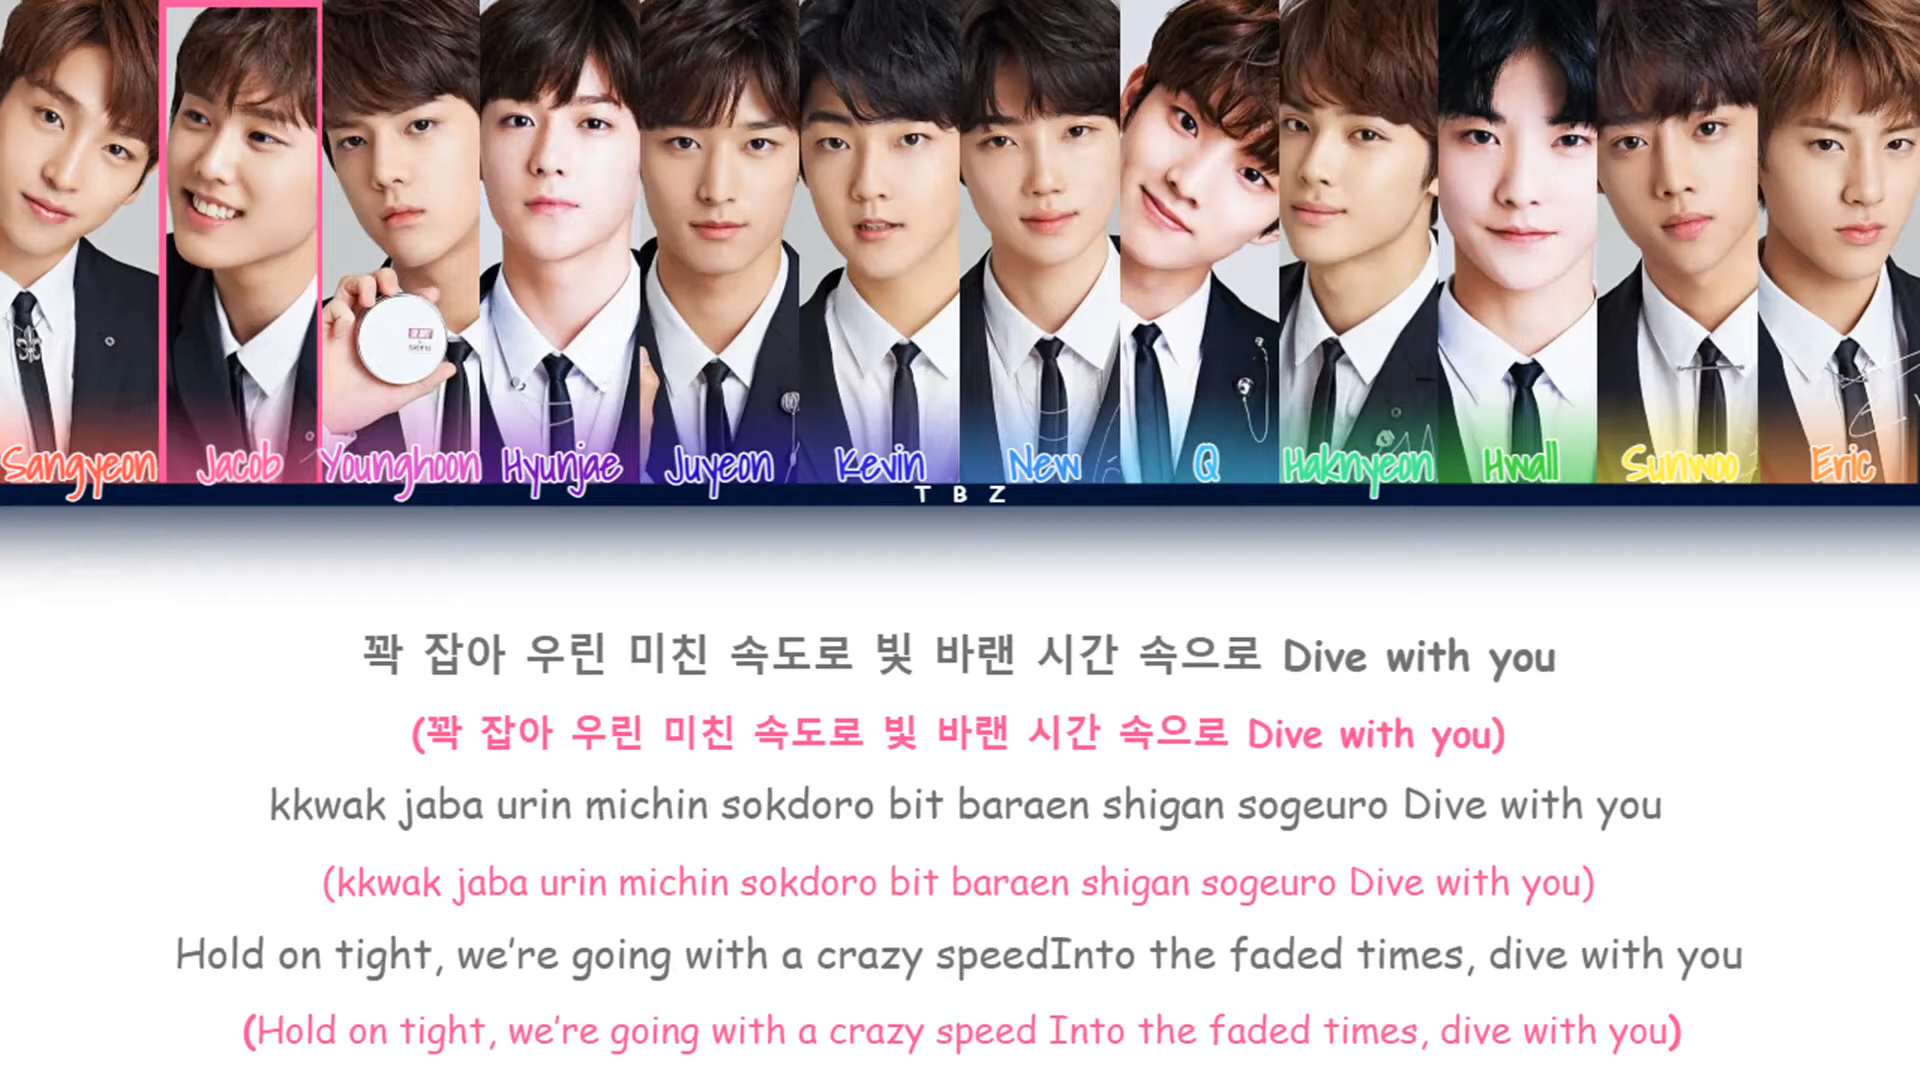 Sangyeon Jacob Younghoon Hyunjae Juyeon Kevin New Q Haknyeon Hwall Sunwoo Eric
T B Z
꽉 잡아 우린 미친 속도로 빛 바랜 시간 속으로 Dive with you
(꽉 잡아 우린 미친 속도로 빛 바랜 시간 속으로 Dive with you)
kkwak jaba urin michin sokdoro bit baraen shigan sogeuro Dive with you
(kkwak jaba urin michin sokdoro bit baraen shigan sogeuro Dive with you)
Hold on tight, we’re going with a crazy speedInto the faded times, dive with you
(Hold on tight, we’re going with a crazy speed Into the faded times, dive with you)